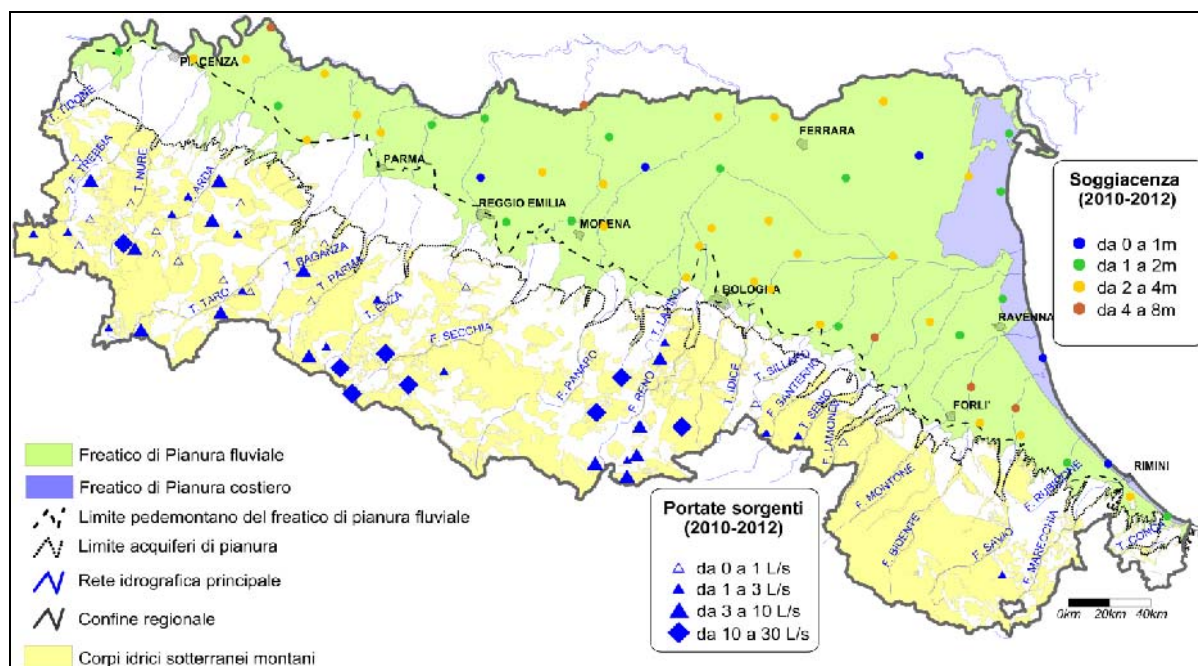 PIACENZA
T. TIDONE
F. TREBBIA
T. NURE
T. ARDA
PARMA
REGGIO EMILIA
MODENA
FERRARA
BOLOGNA
RAVENNA
FORLI'
RIMINI
T. BAGANZA
T. PARMA
T. TARO
T. ENZA
F. SECCHIA
F. PANARO
T. LAVINO
F. RENO
T. IDICE
T. SILLARO
F. SANTERNO
T. SENIO
F. LAMONE
F. MONTONE
F. BIDENTE
F. SAVIO
F. RUBICONE
F. MARECCHIA
T. CONCA
Soggiacenza
(2010-2012)
da 0 a 1m
da 1 a 2m
da 2 a 4m
da 4 a 8m
Freatico di Pianura fluviale
Freatico di Pianura costiero
Limite pedemontano del freatico di pianura fluviale
Limite acquiferi di pianura
Rete idrografica principale
Confine regionale
Corpi idrici sotterranei montani
Portate sorgenti
(2010-2012)
da 0 a 1 L/s
da 1 a 3 L/s
da 3 a 10 L/s
da 10 a 30 L/s
0km 20km 40km